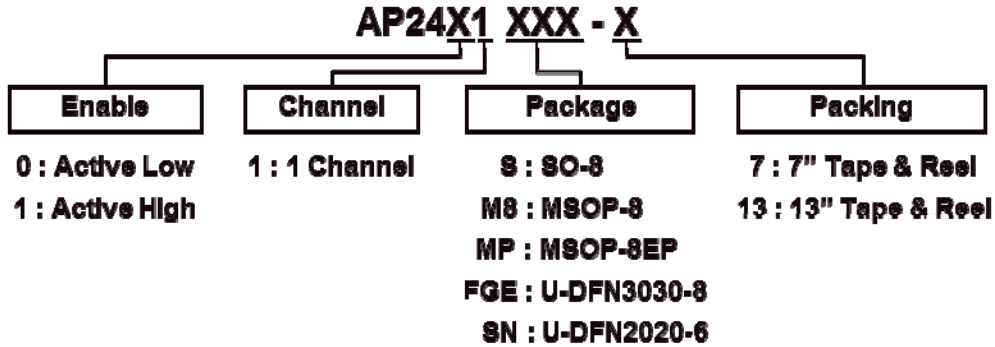 AP24X1 XXX - X
Enable Channel Package Packing
0 : Active Low 1 : 1 Channel S : SO-8 7 : 7" Tape & Reel
1 : Active High M8 : MSOP-8 13 : 13" Tape & Reel
MP : MSOP-8EP
FGE : U-DFN3030-8
SN : U-DFN2020-6